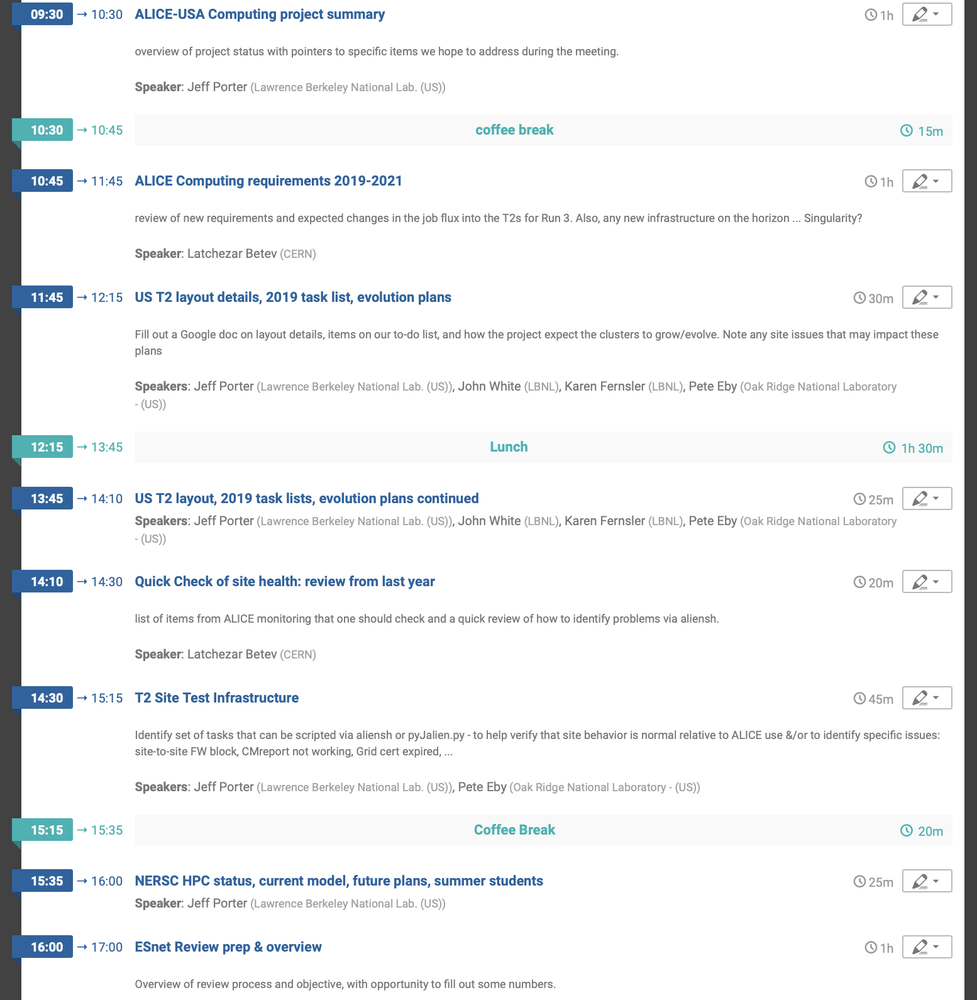 09:30 → 10:30 ALICE-USA Computing project summary 1h
overview of project status with pointers to specific items we hope to address during the meeting.
Speaker: Jeff Porter (Lawrence Berkeley National Lab. (US))
10:30 → 10:45 coffee break 15m
10:45 → 11:45 ALICE Computing requirements 2019-2021 1h
review of new requirements and expected changes in the job flux into the T2s for Run 3. Also, any new infrastructure on the horizon ... Singularity?
Speaker: Latchezar Betev (CERN)
11:45 → 12:15 US T2 layout details, 2019 task list, evolution plans 30m
Fill out a Google doc on layout details, items on our to-do list, and how the project expect the clusters to grow/evolve. Note any site issues that may impact these
plans
Speakers: Jeff Porter (Lawrence Berkeley National Lab. (US)), John White (LBNL), Karen Fernsler (LBNL), Pete Eby (Oak Ridge National Laboratory
- (US))
12:15 → 13:45 Lunch 1h 30m
13:45 → 14:10 US T2 layout, 2019 task lists, evolution plans continued 25m
Speakers: Jeff Porter (Lawrence Berkeley National Lab. (US)), John White (LBNL), Karen Fernsler (LBNL), Pete Eby (Oak Ridge National Laboratory
- (US))
14:10 → 14:30 Quick Check of site health: review from last year 20m
list of items from ALICE monitoring that one should check and a quick review of how to identify problems via aliensh.
Speaker: Latchezar Betev (CERN)
14:30 → 15:15 T2 Site Test Infrastructure 45m
Identify set of tasks that can be scripted via aliensh or pyJalien.py - to help verify that site behavior is normal relative to ALICE use &/or to identify specific issues:
site-to-site FW block, CMreport not working, Grid cert expired, ...
Speakers: Jeff Porter (Lawrence Berkeley National Lab. (US)), Pete Eby (Oak Ridge National Laboratory - (US))
15:15 → 15:35 Coffee Break 20m
15:35 → 16:00 NERSC HPC status, current model, future plans, summer students 25m
Speaker: Jeff Porter (Lawrence Berkeley National Lab. (US))
16:00 → 17:00 ESnet Review prep & overview 1h
Overview of review process and objective, with opportunity to fill out some numbers.